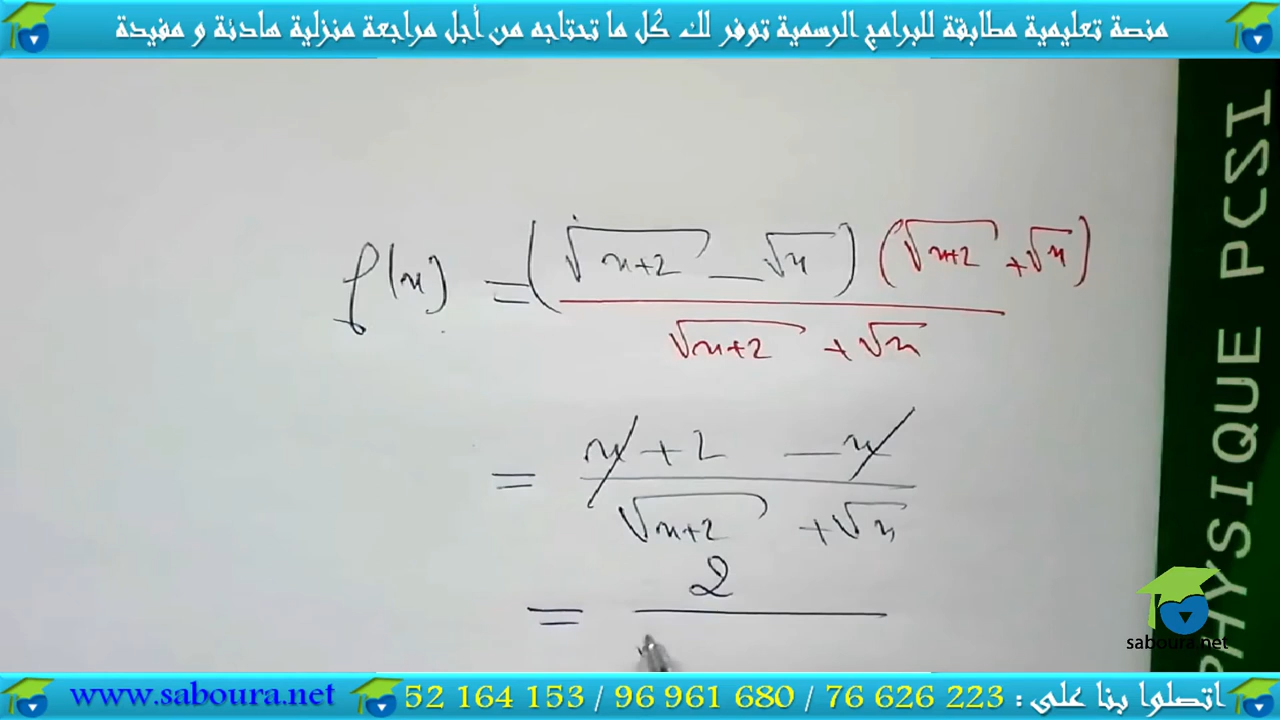 منصة تعليمية مطابقة للبرامج الرسمية توفر لك كل ما تحتاجه من أجل مراجعة منزلية هادئة و مفيدة
f(x) = (√(x+2) − √x) (√(x+2) + √x) / (√(x+2) + √x)
= (x + 2 − x) / (√(x+2) + √x)
= 2 /
PHYSIQUE PCSI
saboura.net
www.saboura.net اتصلوا بنا على : 52 164 153 / 96 961 680 / 76 626 223